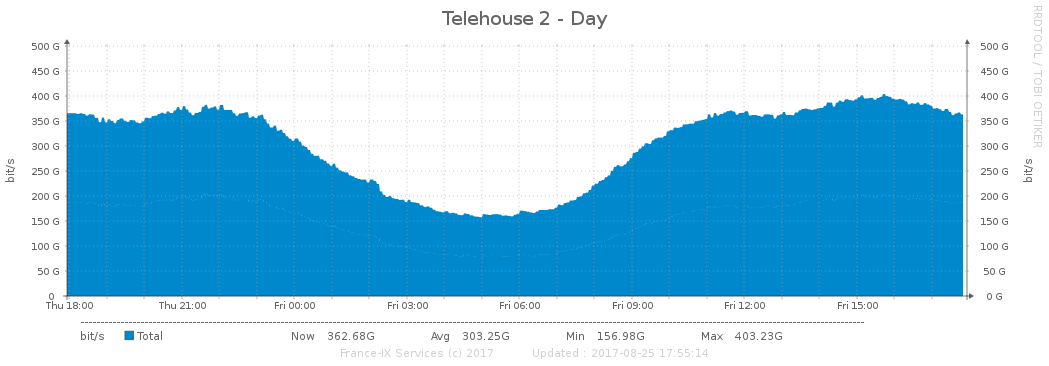 Telehouse 2 - Day
RRDTOOL / TOBI OETIKER
bit/s
500 G 500 G
450 G 450 G
400 G 400 G
350 G 350 G
300 G 300 G
250 G 250 G
200 G 200 G
150 G 150 G
100 G 100 G
50 G 50 G
0 0 G
bit/s
Thu 18:00 Thu 21:00 Fri 00:00 Fri 03:00 Fri 06:00 Fri 09:00 Fri 12:00 Fri 15:00
bit/s Total Now 362.68G Avg 303.25G Min 156.98G Max 403.23G
France-IX Services (c) 2017 Updated : 2017-08-25 17:55:14